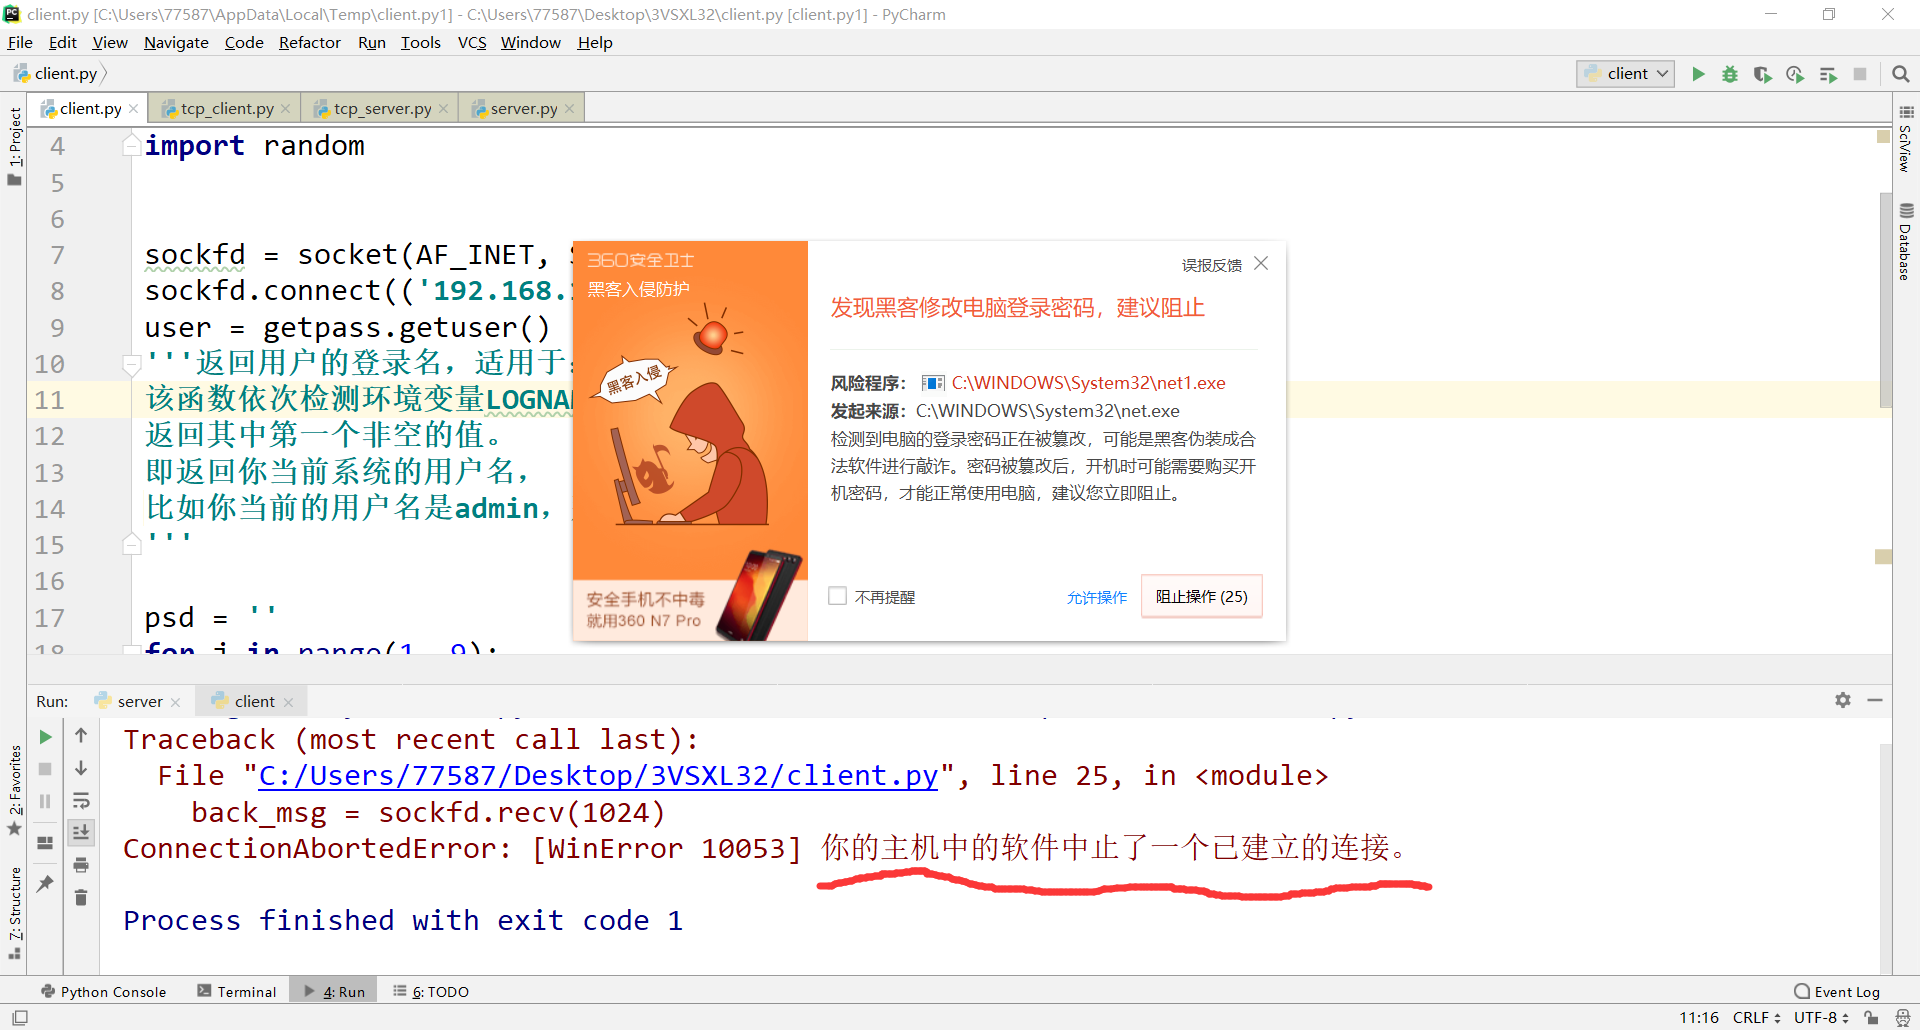 client.py [C:\Users\77587\AppData\Local\Temp\client.py1] - C:\Users\77587\Desktop\3VSXL32\client.py [client.py1] - PyCharm
File Edit View Navigate Code Refactor Run Tools VCS Window Help
client.py
client
client.py tcp_client.py tcp_server.py server.py
1: Project
SciView
Database
4 import random
5
6
7 sockfd = socket(AF_INET,
8 sockfd.connect(('192.168.
9 user = getpass.getuser()
10 '''返回用户的登录名，适用于
11 该函数依次检测环境变量LOGNA
12 返回其中第一个非空的值。
13 即返回你当前系统的用户名，
14 比如你当前的用户名是admin，
15 '''
16
17 psd = ''
18 for i in range(1, 9):
360安全卫士
黑客入侵防护
黑客入侵
安全手机不中毒
就用360 N7 Pro
误报反馈
发现黑客修改电脑登录密码，建议阻止
风险程序： C:\WINDOWS\System32\net1.exe
发起来源：C:\WINDOWS\System32\net.exe
检测到电脑的登录密码正在被篡改，可能是黑客伪装成合
法软件进行敲诈。密码被篡改后，开机时可能需要购买开
机密码，才能正常使用电脑，建议您立即阻止。
不再提醒 允许操作 阻止操作 (25)
Run: server client
2: Favorites
7: Structure
Traceback (most recent call last):
File "C:/Users/77587/Desktop/3VSXL32/client.py", line 25, in <module>
back_msg = sockfd.recv(1024)
ConnectionAbortedError: [WinError 10053] 你的主机中的软件中止了一个已建立的连接。
Process finished with exit code 1
Python Console Terminal 4: Run 6: TODO Event Log
11:16 CRLF UTF-8